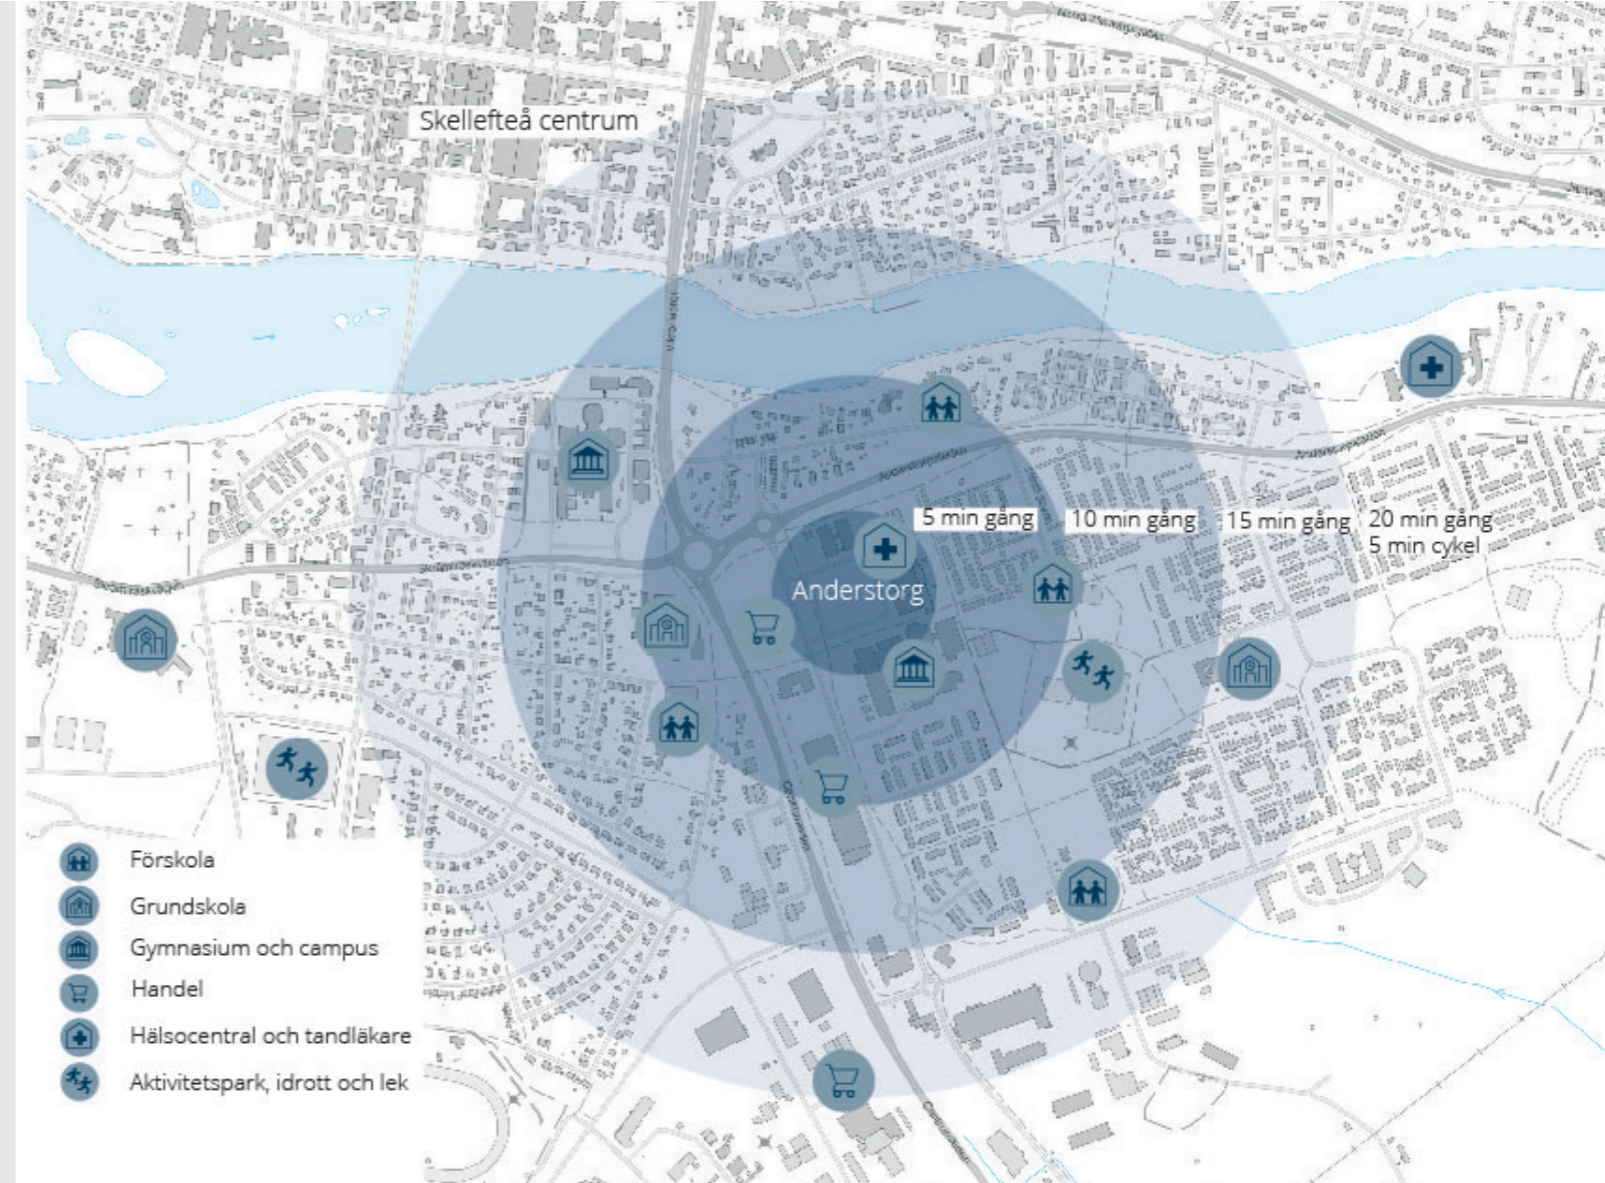 Skellefteå centrum
5 min gång
10 min gång
15 min gång
20 min gång
5 min cykel
Anderstorg
Förskola
Grundskola
Gymnasium och campus
Handel
Hälsocentral och tandläkare
Aktivitetspark, idrott och lek